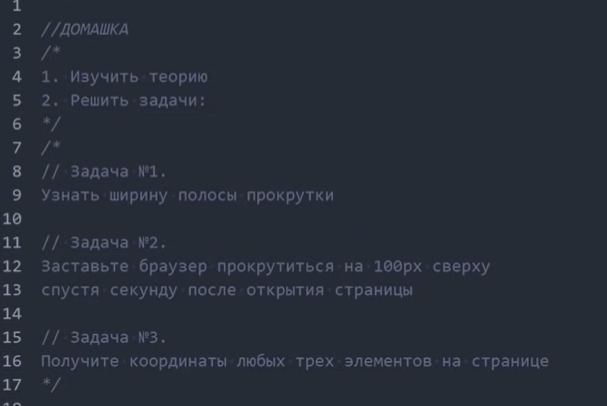 1
2 //ДОМАШКА
3 /*
4 1. Изучить теорию
5 2. Решить задачи:
6 */
7 /*
8 // Задача №1.
9 Узнать ширину полосы прокрутки
10
11 // Задача №2.
12 Заставьте браузер прокрутиться на 100px сверху
13 спустя секунду после открытия страницы
14
15 // Задача №3.
16 Получите координаты любых трех элементов на странице
17 */